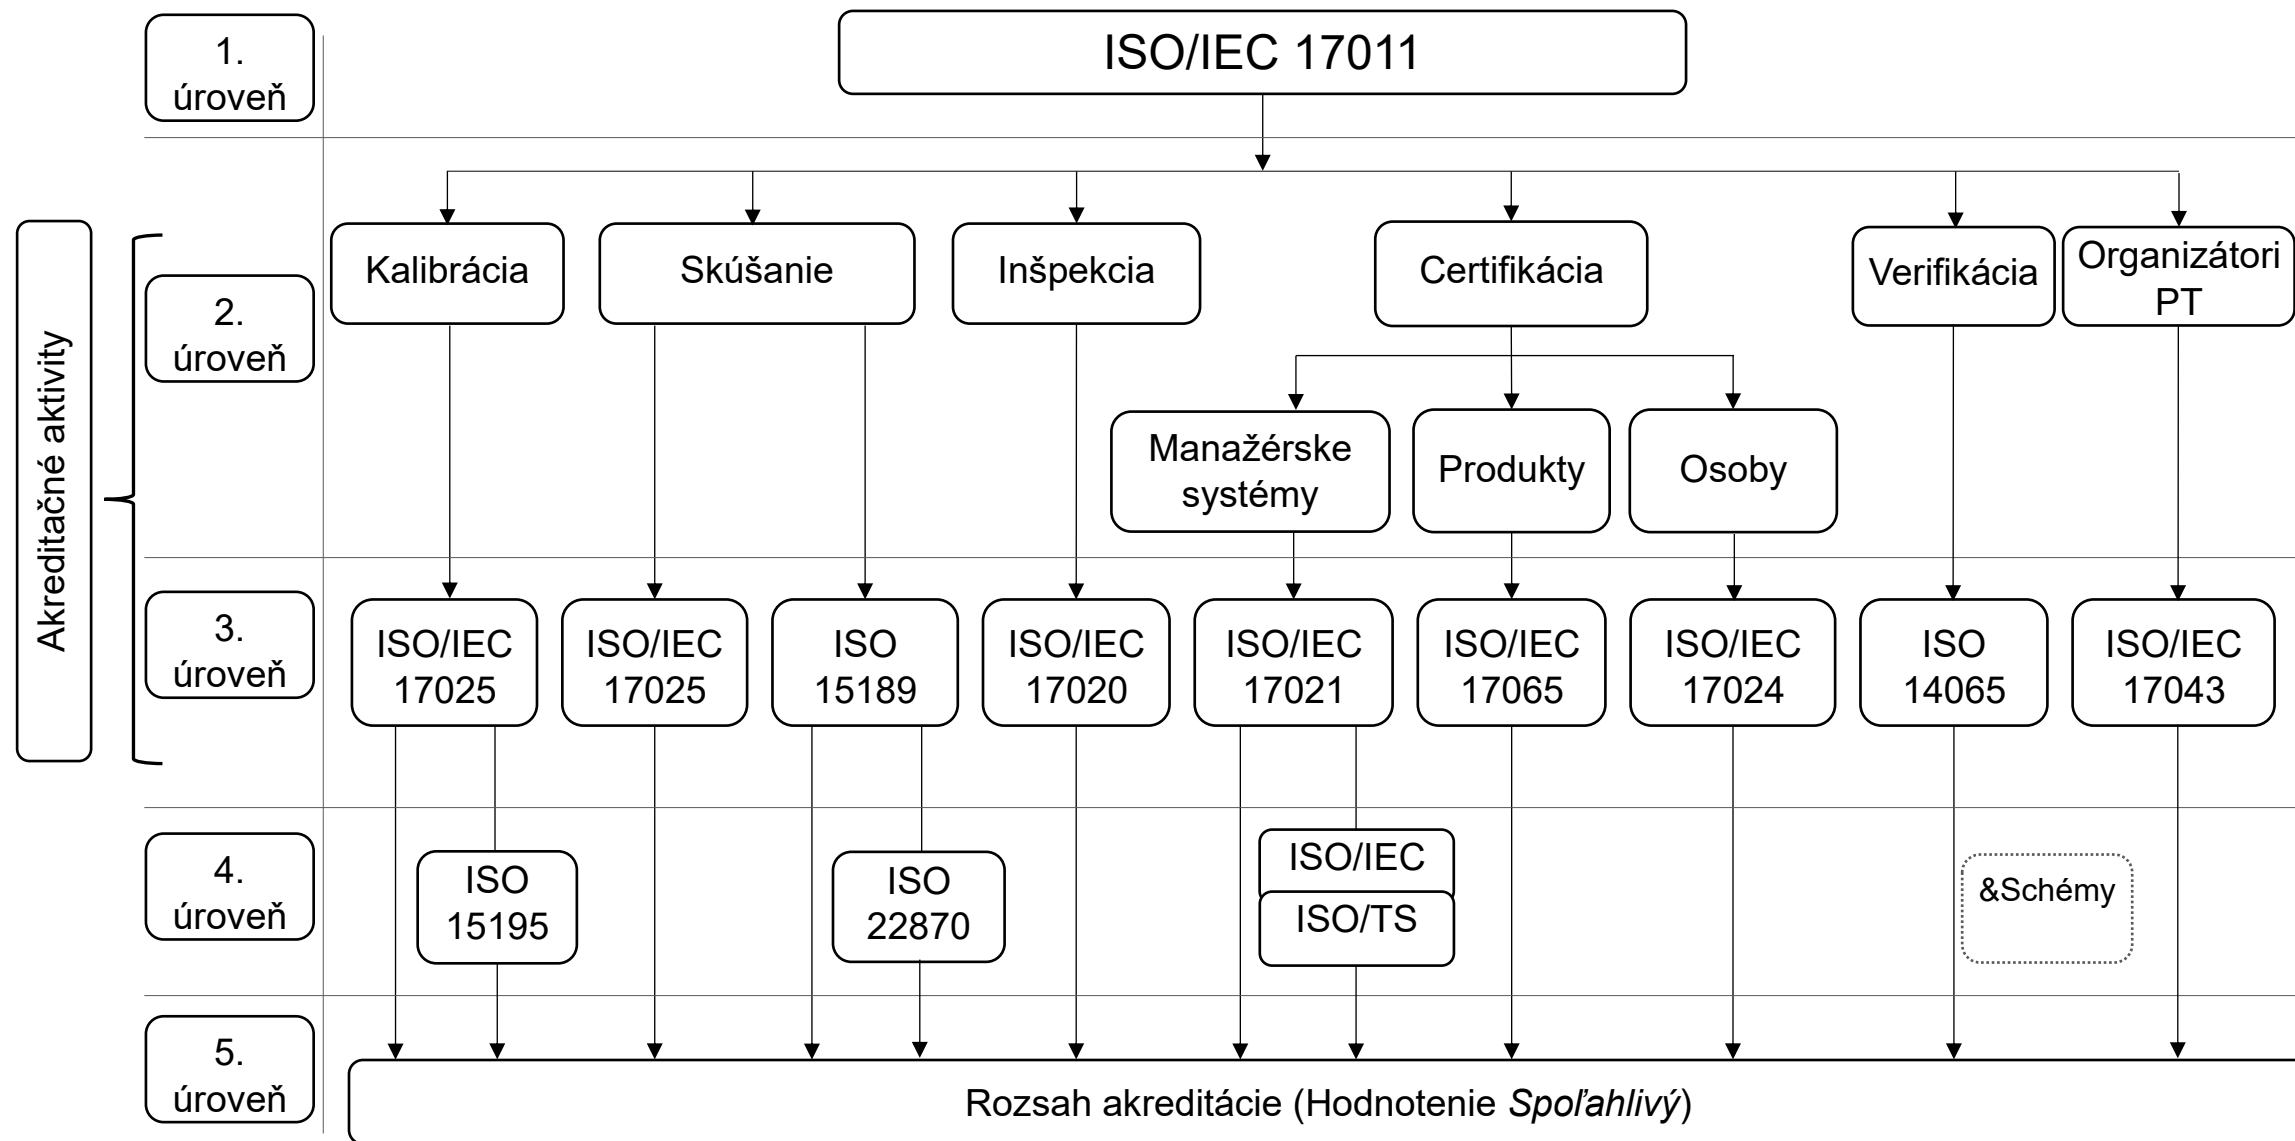 1.
úroveň
ISO/IEC 17011
Akreditačné aktivity
2.
úroveň
Kalibrácia
Skúšanie
Inšpekcia
Certifikácia
Verifikácia
Organizátori
PT
Manažérske
systémy
Produkty
Osoby
3.
úroveň
ISO/IEC
17025
ISO/IEC
17025
ISO
15189
ISO/IEC
17020
ISO/IEC
17021
ISO/IEC
17065
ISO/IEC
17024
ISO
14065
ISO/IEC
17043
4.
úroveň
ISO
15195
ISO
22870
ISO/IEC
ISO/TS
&Schémy
5.
úroveň
Rozsah akreditácie (Hodnotenie Spoľahlivý)